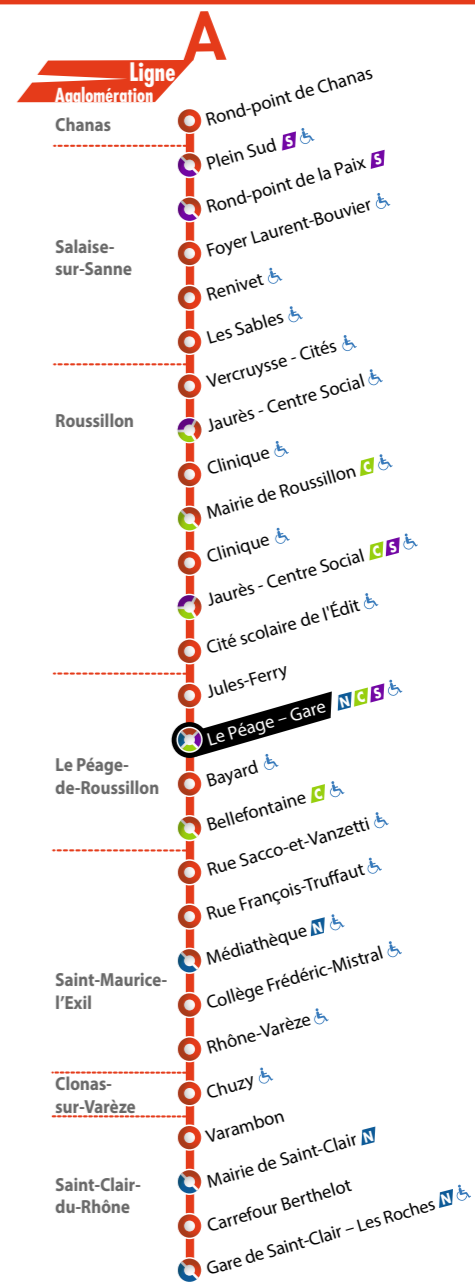 A
Ligne
Agglomération
Chanas
Rond-point de Chanas
Plein Sud S
Rond-point de la Paix S
Salaise-
sur-Sanne
Foyer Laurent-Bouvier
Renivet
Les Sables
Vercruysse - Cités
Roussillon
Jaurès - Centre Social
Clinique
Mairie de Roussillon C
Clinique
Jaurès - Centre Social C S
Cité scolaire de l'Édit
Jules-Ferry
Le Péage – Gare N C S
Le Péage-
de-Roussillon
Bayard
Bellefontaine C
Rue Sacco-et-Vanzetti
Rue François-Truffaut
Médiathèque N
Saint-Maurice-
l'Exil
Collège Frédéric-Mistral
Rhône-Varèze
Clonas-
sur-Varèze
Chuzy
Varambon
Saint-Clair-
du-Rhône
Mairie de Saint-Clair N
Carrefour Berthelot
Gare de Saint-Clair – Les Roches N